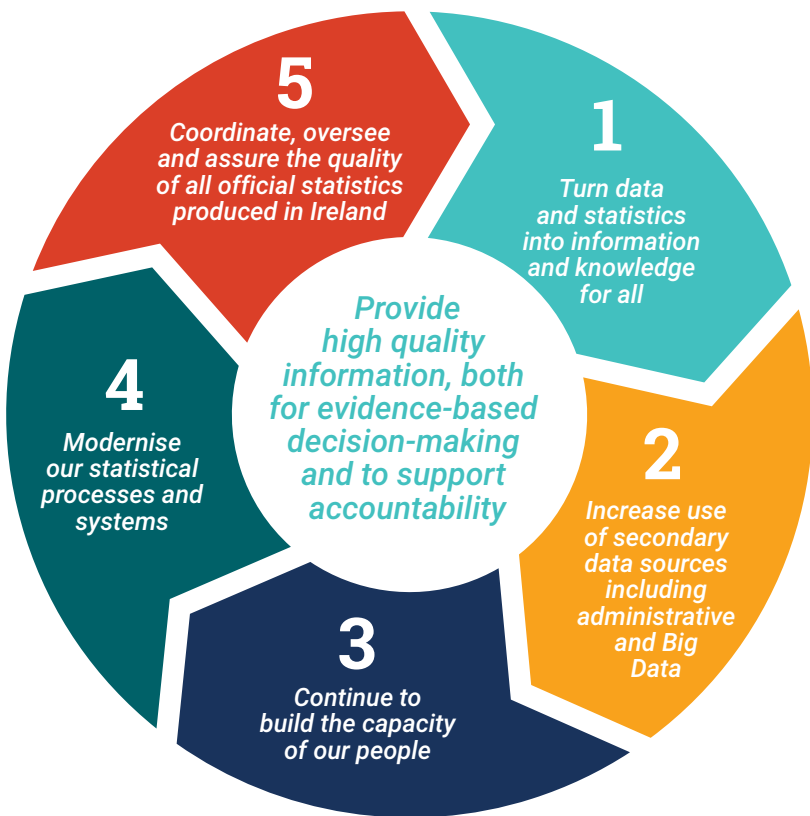 1
Turn data
and statistics
into information
and knowledge
for all
2
Increase use
of secondary
data sources
including
administrative
and Big
Data
3
Continue to
build the capacity
of our people
4
Modernise
our statistical
processes and
systems
5
Coordinate, oversee
and assure the quality
of all official statistics
produced in Ireland
Provide
high quality
information, both
for evidence-based
decision-making
and to support
accountability